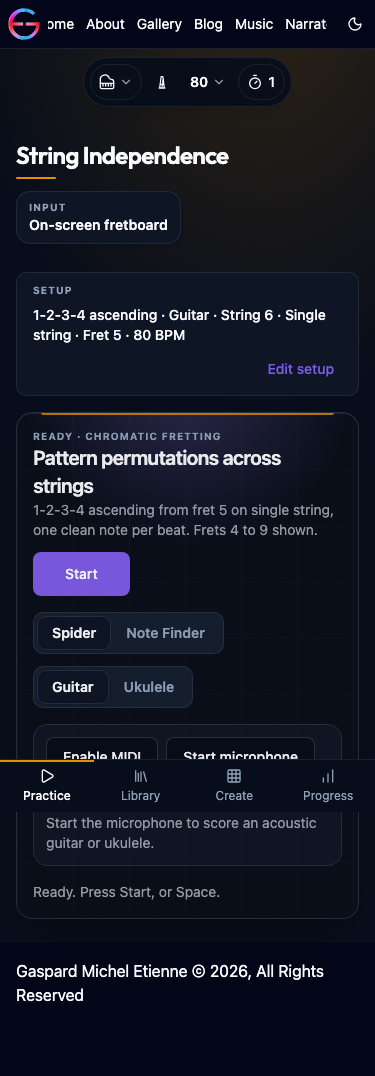 ome About Gallery Blog Music Narrat
80 1
String Independence
INPUT
On-screen fretboard
SETUP
1-2-3-4 ascending · Guitar · String 6 · Single
string · Fret 5 · 80 BPM
Edit setup
READY · CHROMATIC FRETTING
Pattern permutations across
strings
1-2-3-4 ascending from fret 5 on single string,
one clean note per beat. Frets 4 to 9 shown.
Start
Spider Note Finder
Guitar Ukulele
Enable MIDI Start microphone
Practice Library Create Progress
Start the microphone to score an acoustic
guitar or ukulele.
Ready. Press Start, or Space.
Gaspard Michel Etienne © 2026, All Rights
Reserved